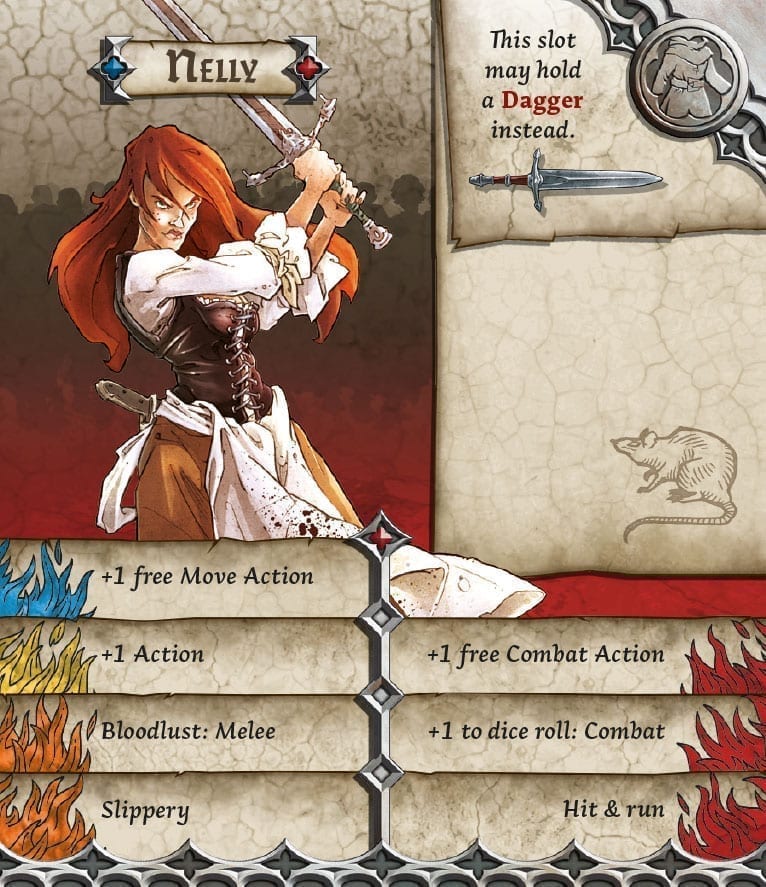 Nelly
This slot
may hold
a Dagger
instead.
+1 free Move Action
+1 Action
+1 free Combat Action
Bloodlust: Melee
+1 to dice roll: Combat
Slippery
Hit & run